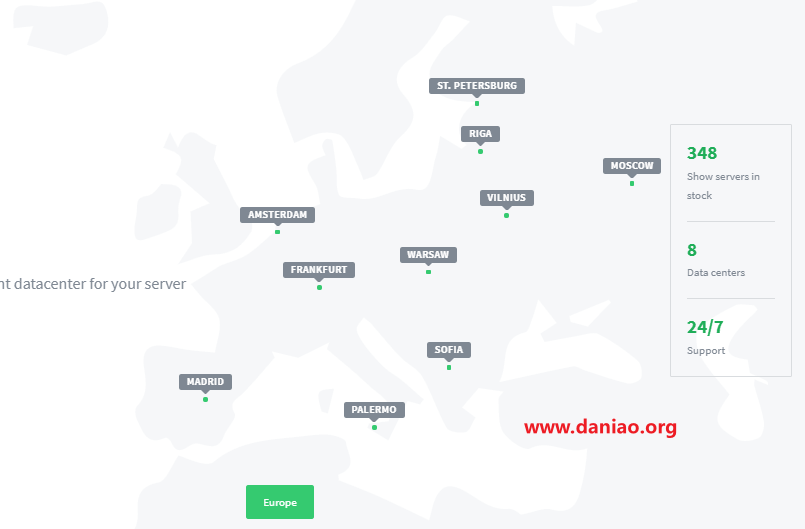 ST. PETERSBURG
RIGA
MOSCOW
VILNIUS
AMSTERDAM
WARSAW
FRANKFURT
nt datacenter for your server
SOFIA
MADRID
PALERMO
348
Show servers in
stock
8
Data centers
24/7
Support
www.daniao.org
Europe